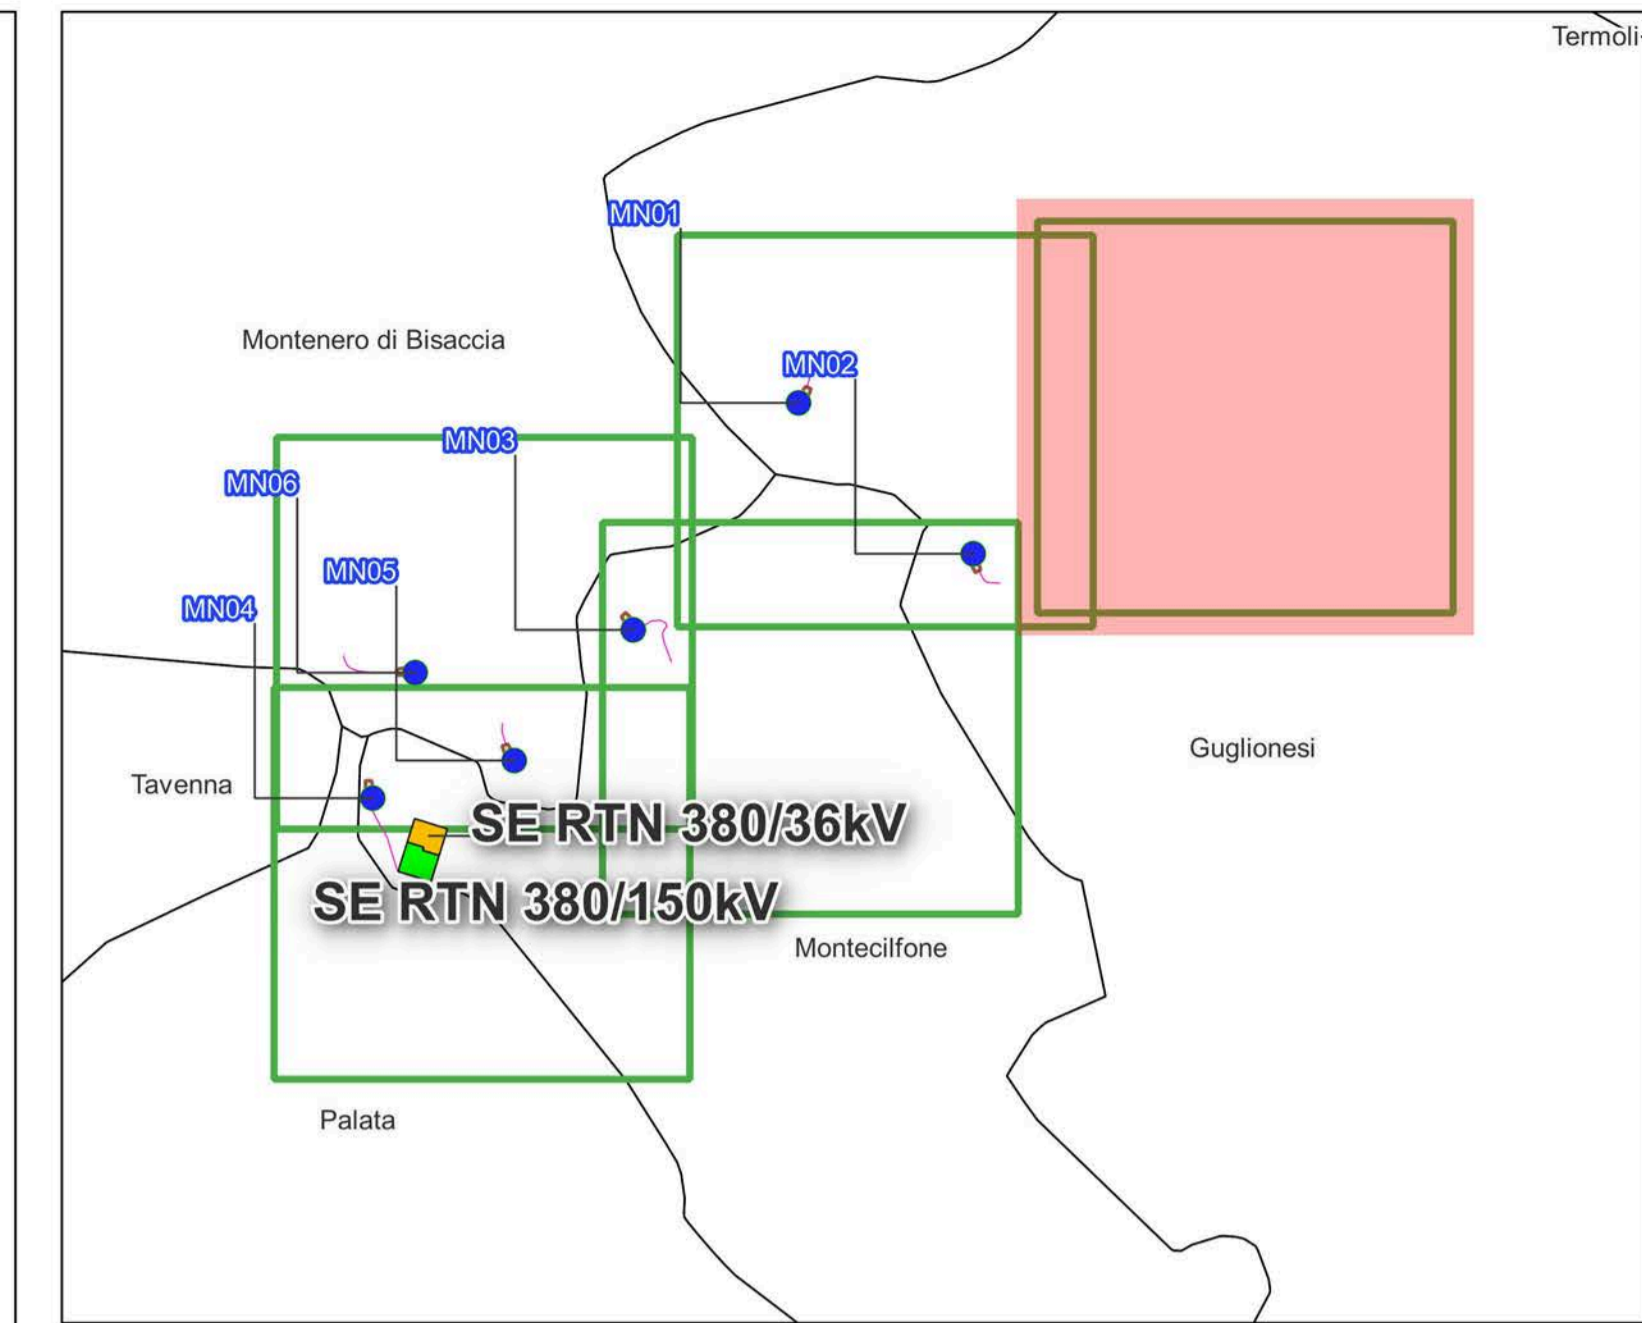 Termoli
MN01
Montenero di Bisaccia
MN02
MN03
MN06
MN05
MN04
Guglionesi
Tavenna
SE RTN 380/36kV
SE RTN 380/150kV
Montecilfone
Palata